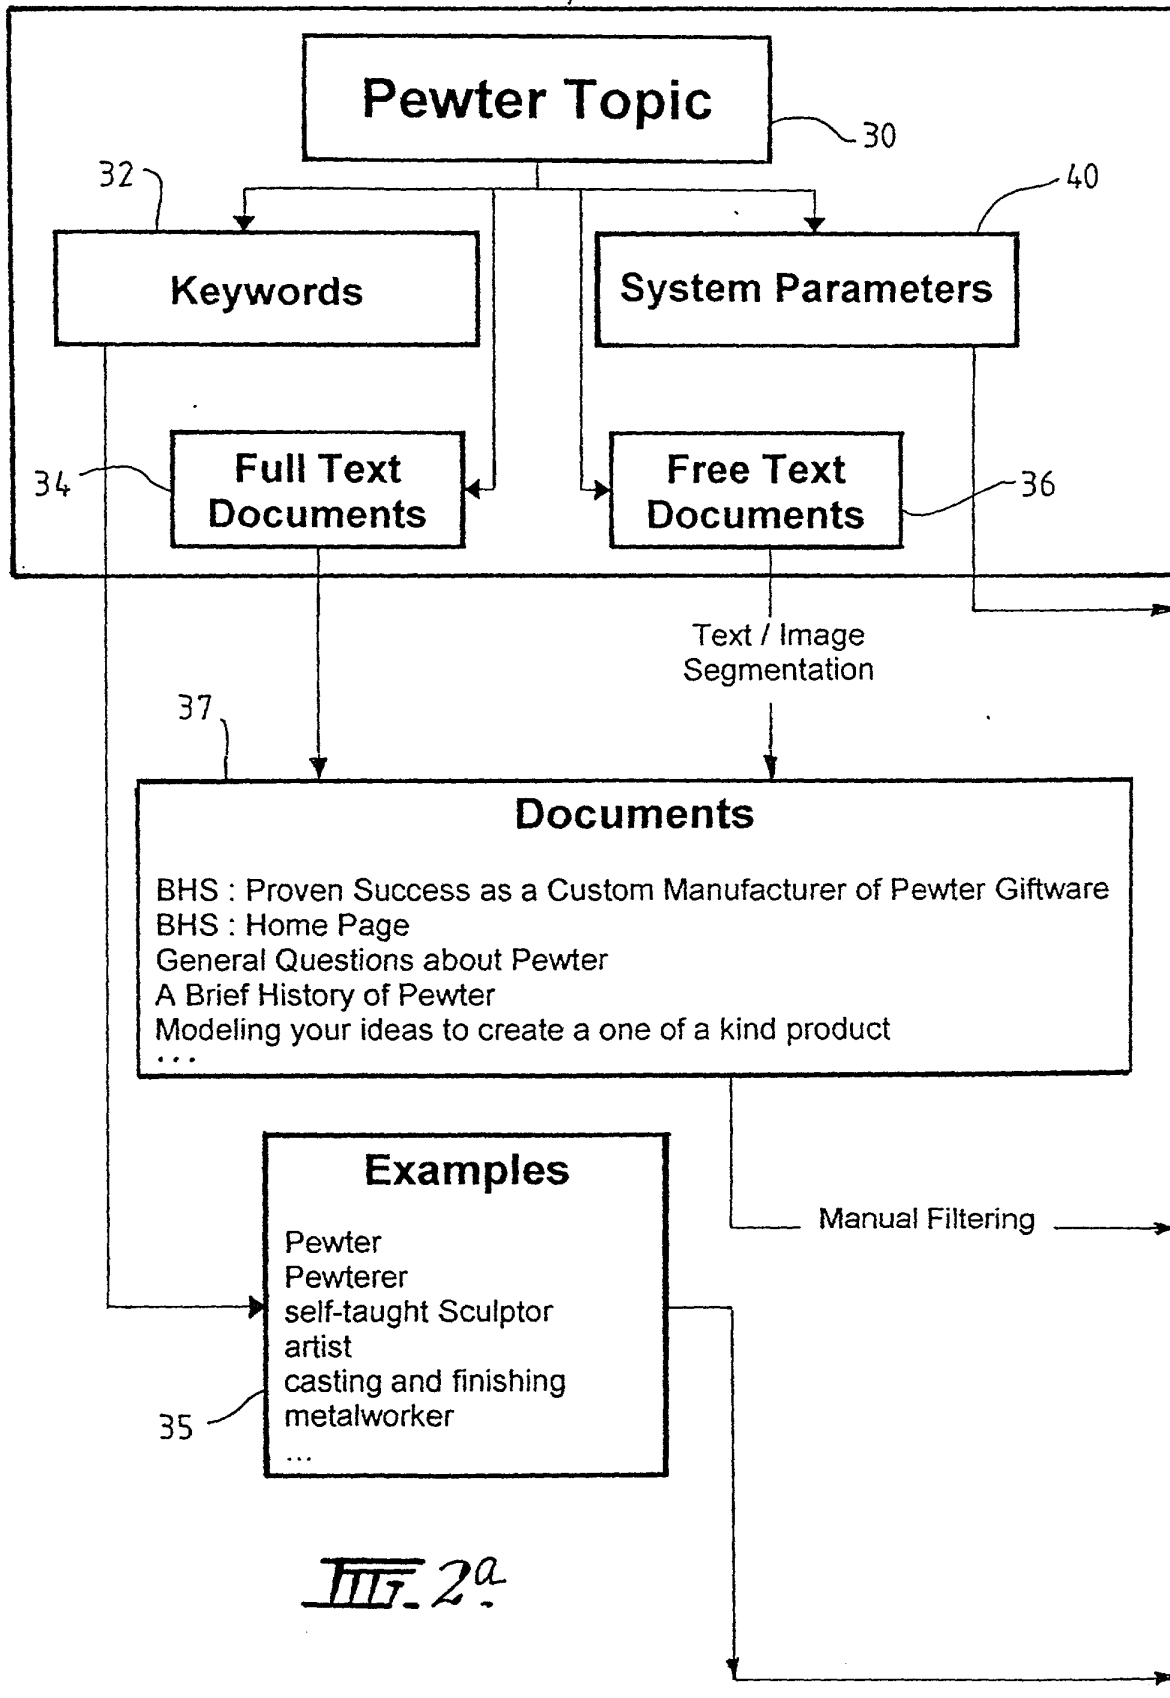 Pewter Topic
30
32
40
Keywords
System Parameters
34
Full Text
Documents
Free Text
Documents
36
Text / Image
Segmentation
37
Documents
BHS : Proven Success as a Custom Manufacturer of Pewter Giftware
BHS : Home Page
General Questions about Pewter
A Brief History of Pewter
Modeling your ideas to create a one of a kind product
...
Examples
Pewter
Pewterer
self-taught Sculptor
artist
casting and finishing
metalworker
...
35
Manual Filtering
FIG. 2a